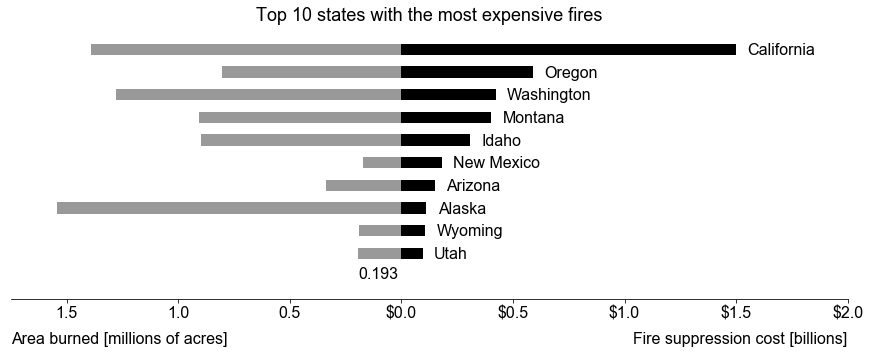 Top 10 states with the most expensive fires
California
Oregon
Washington
Montana
Idaho
New Mexico
Arizona
Alaska
Wyoming
Utah
0.193
1.5 1.0 0.5 $0.0 $0.5 $1.0 $1.5 $2.0
Area burned [millions of acres] Fire suppression cost [billions]